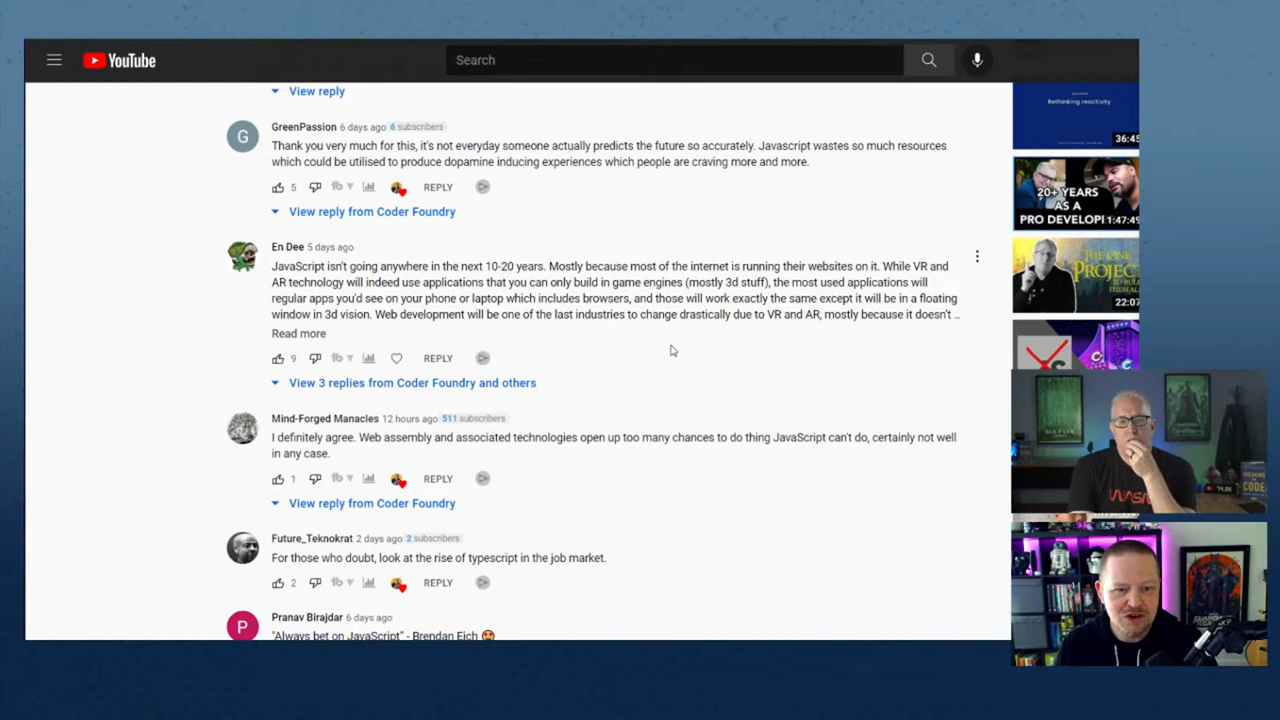 YouTube
Search
View reply
Rethinking reactivity
36:45
G
GreenPassion 6 days ago 6 subscribers
Thank you very much for this, it's not everyday someone actually predicts the future so accurately. Javascript wastes so much resources
which could be utilised to produce dopamine inducing experiences which people are craving more and more.
5 REPLY
View reply from Coder Foundry
20+ YEARS
AS A
PRO DEVELOPI
1:47:49
En Dee 5 days ago
JavaScript isn't going anywhere in the next 10-20 years. Mostly because most of the internet is running their websites on it. While VR and
AR technology will indeed use applications that you can only build in game engines (mostly 3d stuff), the most used applications will
regular apps you'd see on your phone or laptop which includes browsers, and those will work exactly the same except it will be in a floating
window in 3d vision. Web development will be one of the last industries to change drastically due to VR and AR, mostly because it doesn't ...
Read more
9 REPLY
View 3 replies from Coder Foundry and others
THE ONE
PROJECT
22:07
Mind-Forged Manacles 12 hours ago 511 subscribers
I definitely agree. Web assembly and associated technologies open up too many chances to do thing JavaScript can't do, certainly not well
in any case.
1 REPLY
View reply from Coder Foundry
Future_Teknokrat 2 days ago 2 subscribers
For those who doubt, look at the rise of typescript in the job market.
2 REPLY
P
Pranav Birajdar 6 days ago
"Always bet on JavaScript" - Brendan Eich 😍
MATRIX
CODE